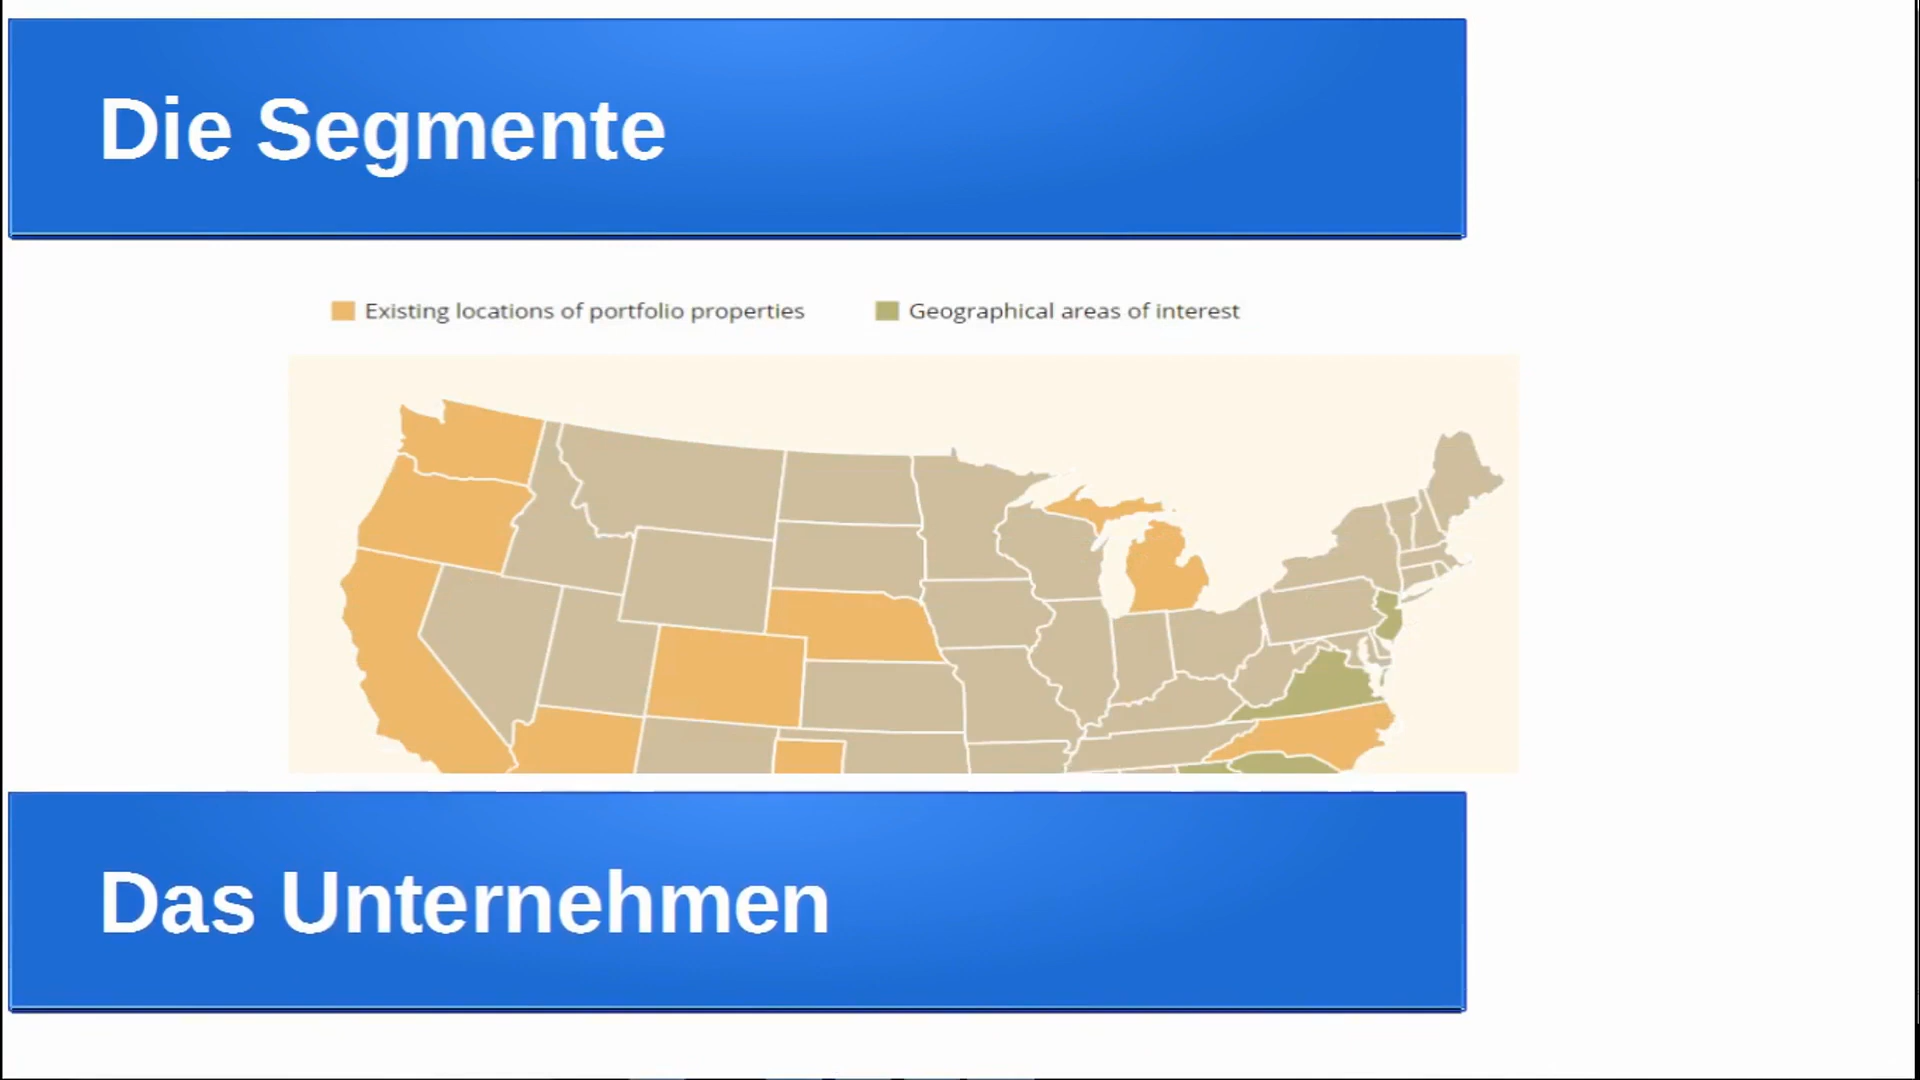 Die Segmente
Existing locations of portfolio properties
Geographical areas of interest
Das Unternehmen